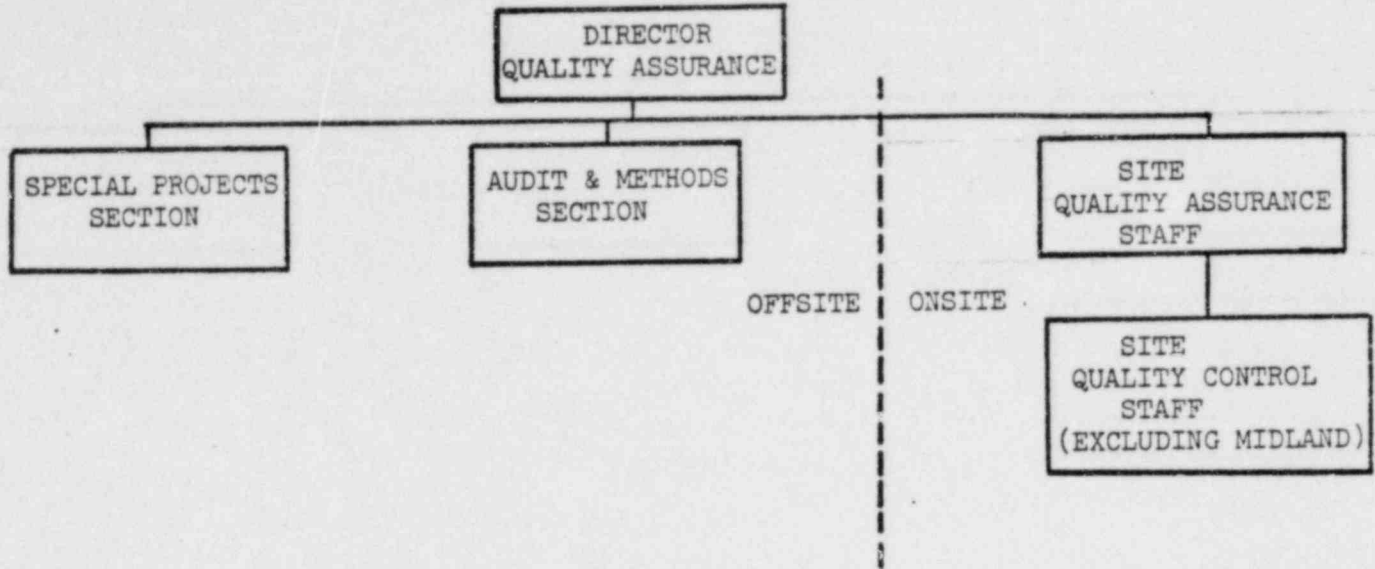 DIRECTOR
QUALITY ASSURANCE
SPECIAL PROJECTS
SECTION
AUDIT & METHODS
SECTION
SITE
QUALITY ASSURANCE
STAFF
OFFSITE
ONSITE
SITE
QUALITY CONTROL
STAFF
(EXCLUDING MIDLAND)